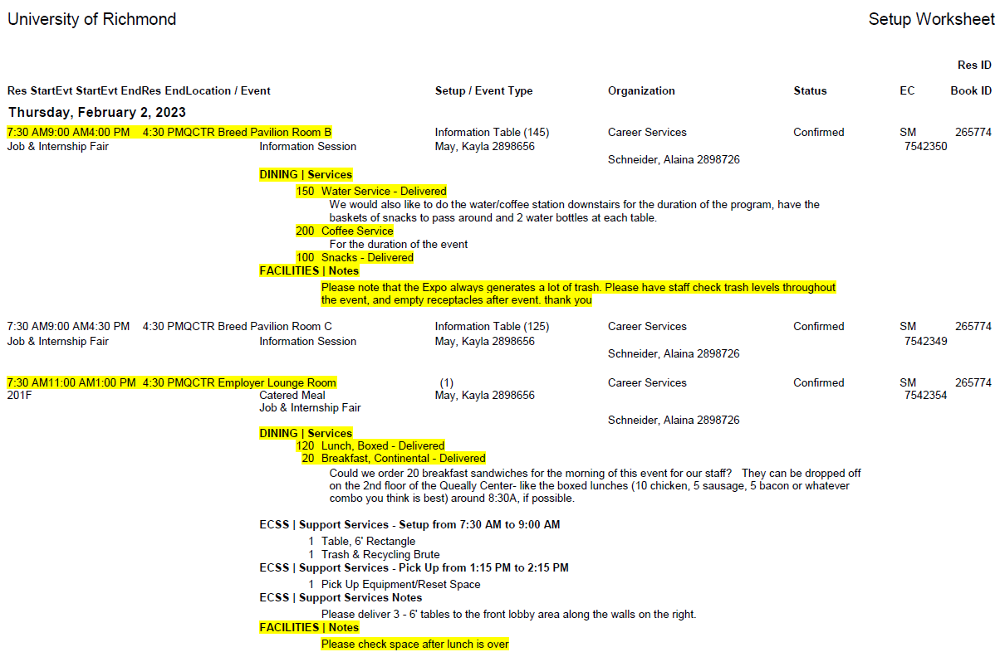 University of Richmond Setup Worksheet
Res ID
Res StartEvt StartEvt EndRes EndLocation / Event Setup / Event Type Organization Status EC Book ID
Thursday, February 2, 2023
7:30 AM9:00 AM4:00 PM 4:30 PMQCTR Breed Pavilion Room B Information Table (145) Career Services Confirmed SM 265774
Job & Internship Fair Information Session May, Kayla 2898656 7542350
Schneider, Alaina 2898726
DINING | Services
150 Water Service - Delivered
We would also like to do the water/coffee station downstairs for the duration of the program, have the
baskets of snacks to pass around and 2 water bottles at each table.
200 Coffee Service
For the duration of the event
100 Snacks - Delivered
FACILITIES | Notes
Please note that the Expo always generates a lot of trash. Please have staff check trash levels throughout
the event, and empty receptacles after event. thank you
7:30 AM9:00 AM4:30 PM 4:30 PMQCTR Breed Pavilion Room C Information Table (125) Career Services Confirmed SM 265774
Job & Internship Fair Information Session May, Kayla 2898656 7542349
Schneider, Alaina 2898726
7:30 AM11:00 AM1:00 PM 4:30 PMQCTR Employer Lounge Room (1) Career Services Confirmed SM 265774
201F Catered Meal May, Kayla 2898656 7542354
Job & Internship Fair
Schneider, Alaina 2898726
DINING | Services
120 Lunch, Boxed - Delivered
20 Breakfast, Continental - Delivered
Could we order 20 breakfast sandwiches for the morning of this event for our staff? They can be dropped off
on the 2nd floor of the Queally Center- like the boxed lunches (10 chicken, 5 sausage, 5 bacon or whatever
combo you think is best) around 8:30A, if possible.
ECSS | Support Services - Setup from 7:30 AM to 9:00 AM
1 Table, 6' Rectangle
1 Trash & Recycling Brute
ECSS | Support Services - Pick Up from 1:15 PM to 2:15 PM
1 Pick Up Equipment/Reset Space
ECSS | Support Services Notes
Please deliver 3 - 6' tables to the front lobby area along the walls on the right.
FACILITIES | Notes
Please check space after lunch is over